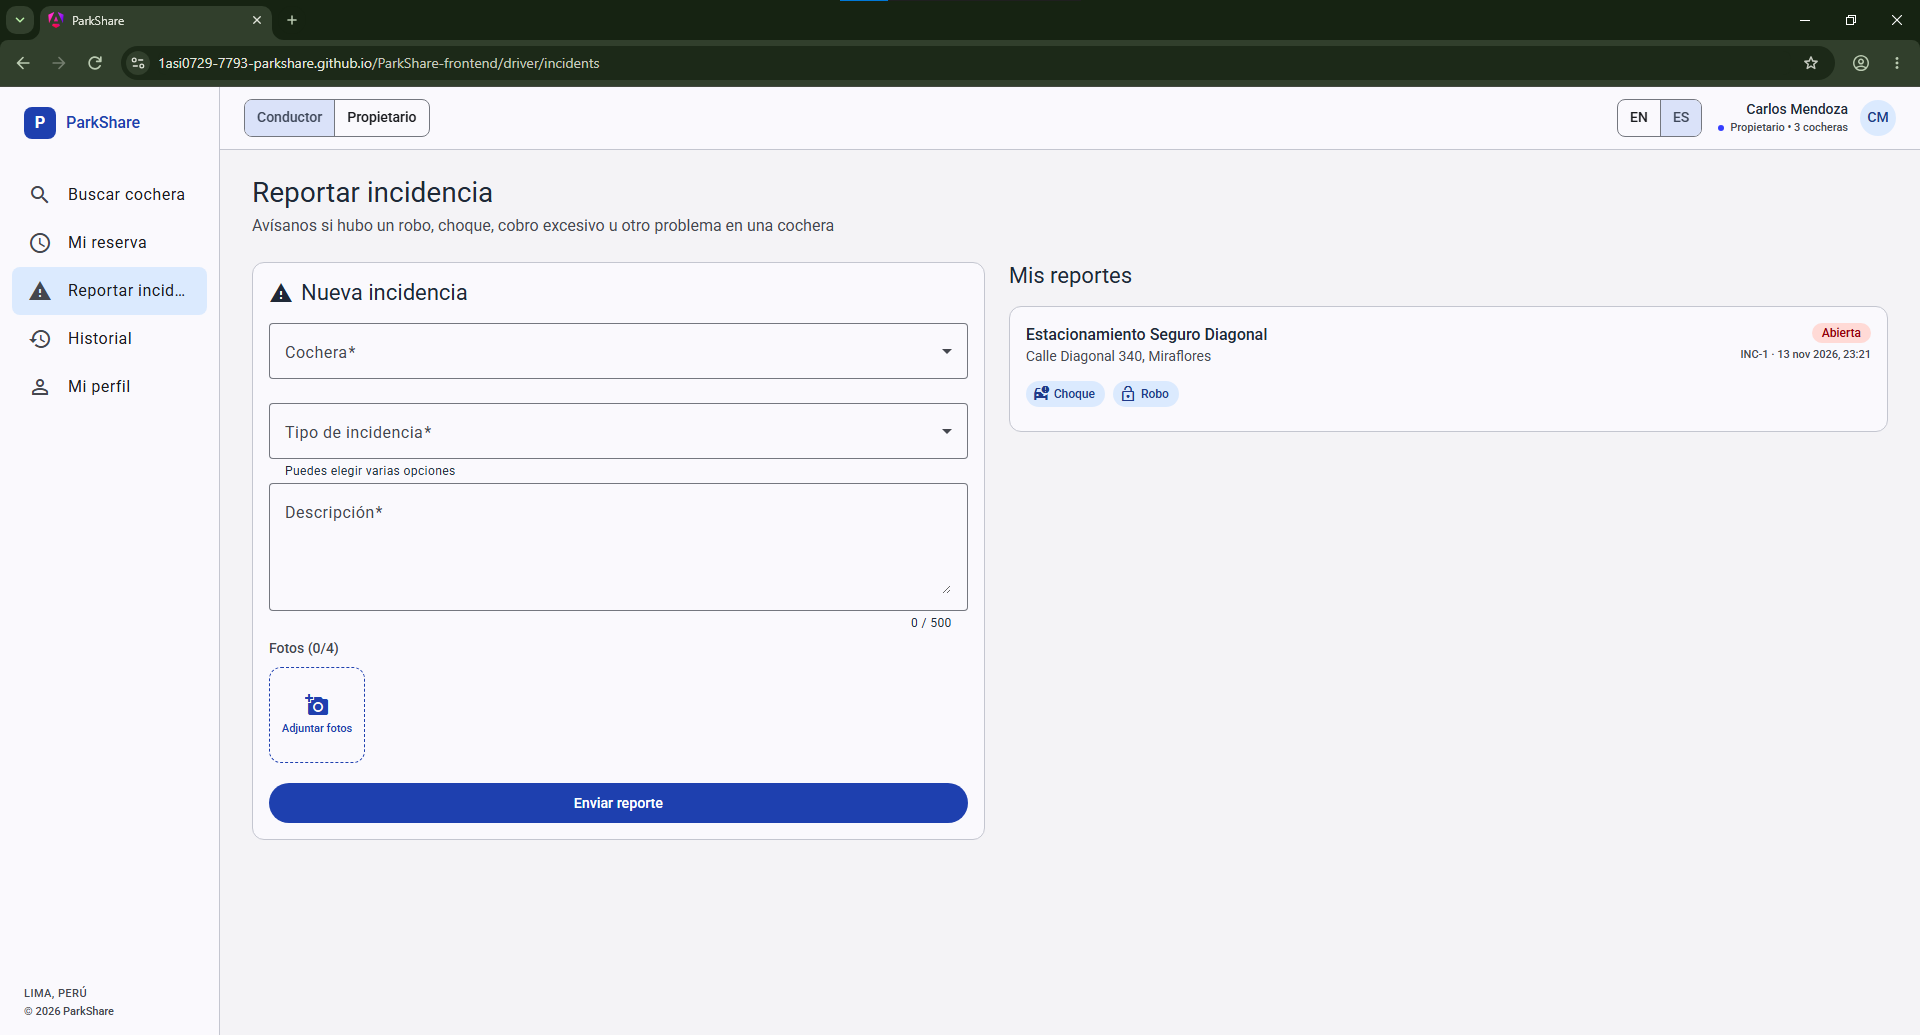 ParkShare
1asi0729-7793-parkshare.github.io/ParkShare-frontend/driver/incidents
P ParkShare
Conductor Propietario
EN ES
Carlos Mendoza
Propietario • 3 cocheras
CM
Buscar cochera
Mi reserva
Reportar incid...
Historial
Mi perfil
LIMA, PERÚ
© 2026 ParkShare
Reportar incidencia
Avísanos si hubo un robo, choque, cobro excesivo u otro problema en una cochera
Nueva incidencia
Cochera*
Tipo de incidencia*
Puedes elegir varias opciones
Descripción*
0 / 500
Fotos (0/4)
Adjuntar fotos
Enviar reporte
Mis reportes
Estacionamiento Seguro Diagonal
Abierta
Calle Diagonal 340, Miraflores
INC-1 · 13 nov 2026, 23:21
Choque Robo